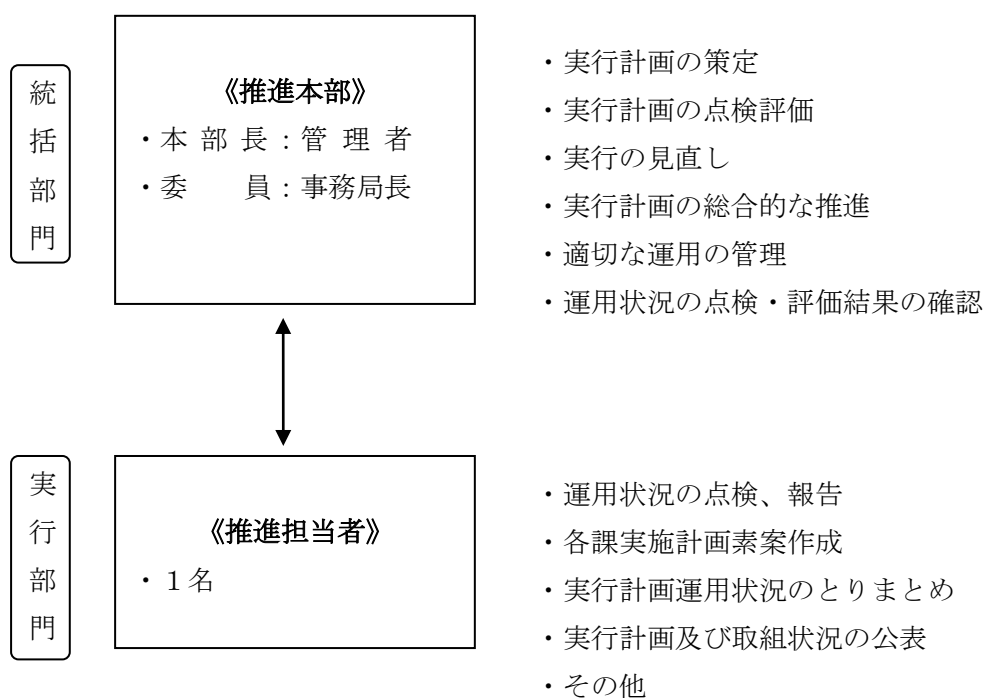 統括部門
《推進本部》
・本 部 長：管 理 者
・委　　員：事務局長
・実行計画の策定
・実行計画の点検評価
・実行の見直し
・実行計画の総合的な推進
・適切な運用の管理
・運用状況の点検・評価結果の確認
実行部門
《推進担当者》
・１名
・運用状況の点検、報告
・各課実施計画素案作成
・実行計画運用状況のとりまとめ
・実行計画及び取組状況の公表
・その他